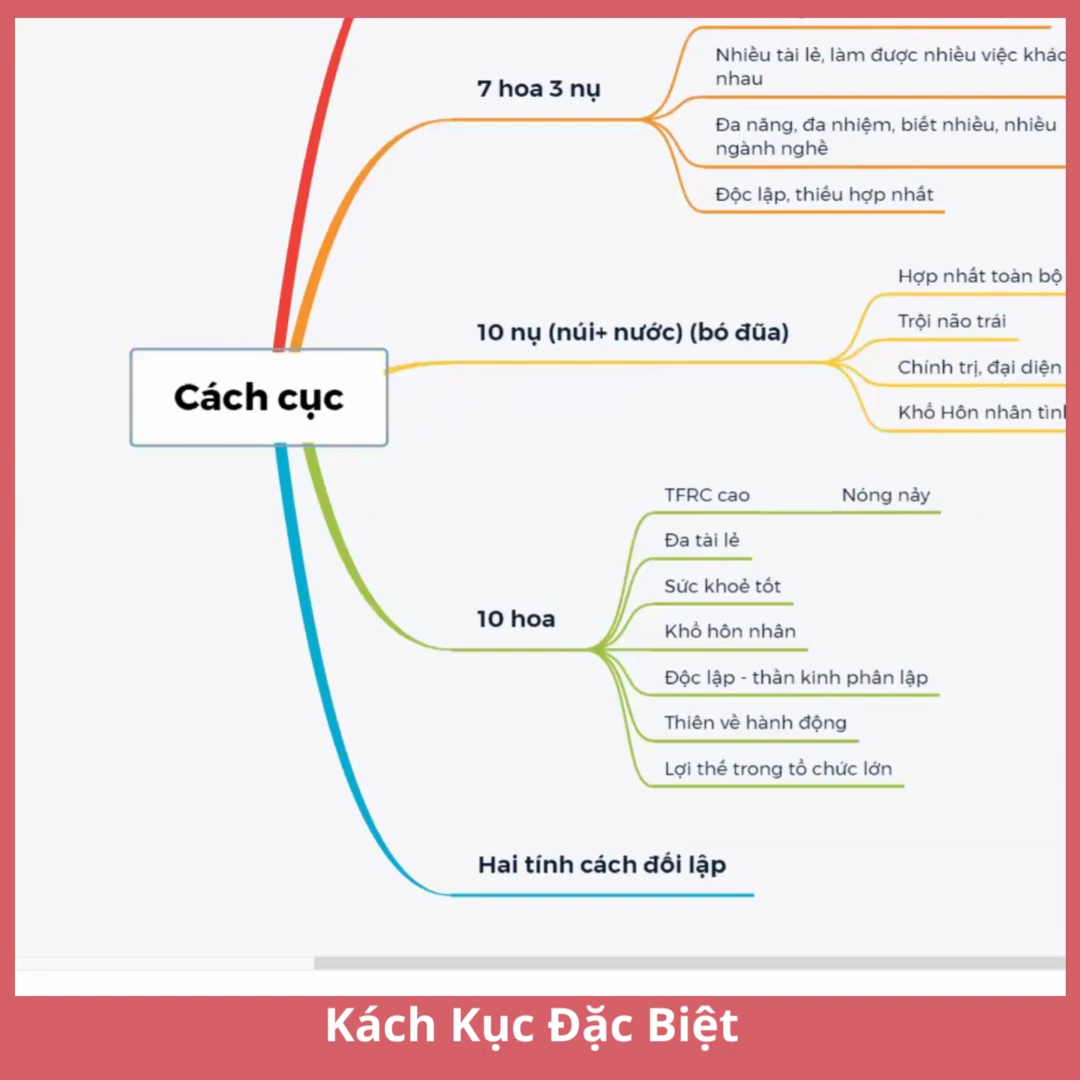 7 hoa 3 nụ
Nhiều tài lẻ, làm được nhiều việc khác
nhau
Đa năng, đa nhiệm, biết nhiều, nhiều
ngành nghề
Độc lập, thiếu hợp nhất
10 nụ (núi+ nước) (bó đũa)
Hợp nhất toàn bộ
Trội não trái
Chính trị, đại diện
Khổ Hôn nhân
Cách cục
10 hoa
TFRC cao
Nóng nảy
Đa tài lẻ
Sức khoẻ tốt
Khổ hôn nhân
Độc lập - thần kinh phân lập
Thiên về hành động
Lợi thế trong tổ chức lớn
Hai tính cách đối lập
Kách Kục Đặc Biệt